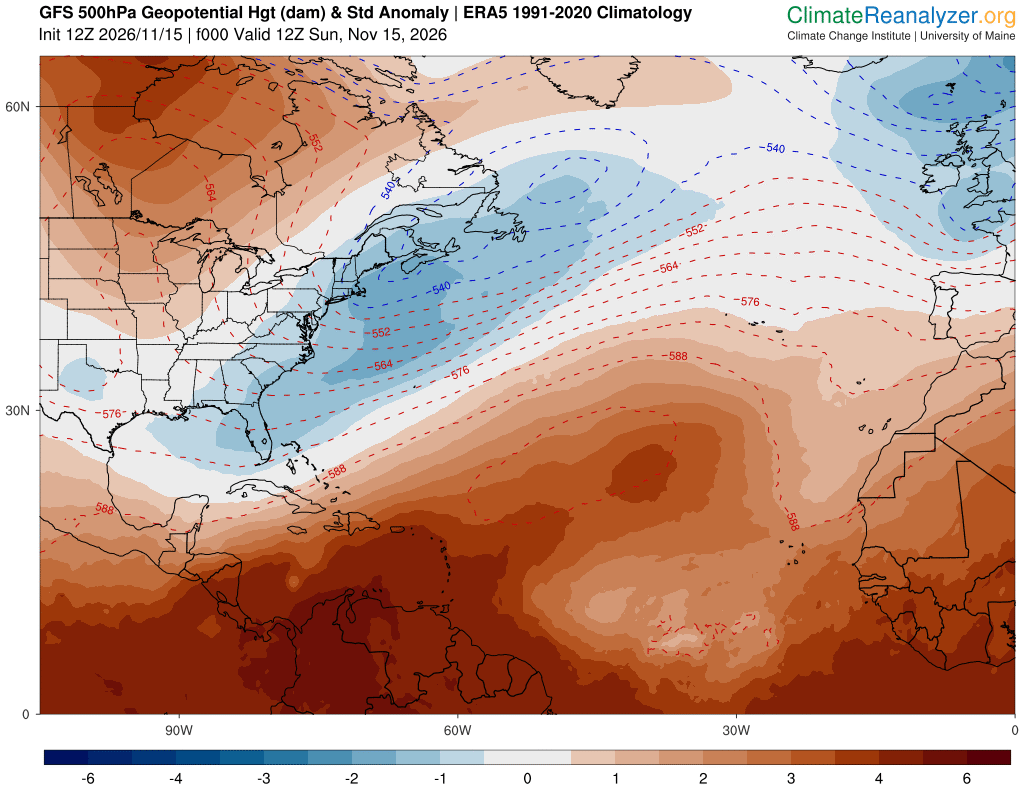 GFS 500hPa Geopotential Hgt (dam) & Std Anomaly | ERA5 1991-2020 Climatology
Init 12Z 2026/11/15 | f000 Valid 12Z Sun, Nov 15, 2026
ClimateReanalyzer.org
Climate Change Institute | University of Maine
60N
552
564
540
540
552
564
540
576
552
588
564
576
576
30N
588
588
588
0
90W
60W
30W
0
-6 -4 -3 -2 -1 0 1 2 3 4 6